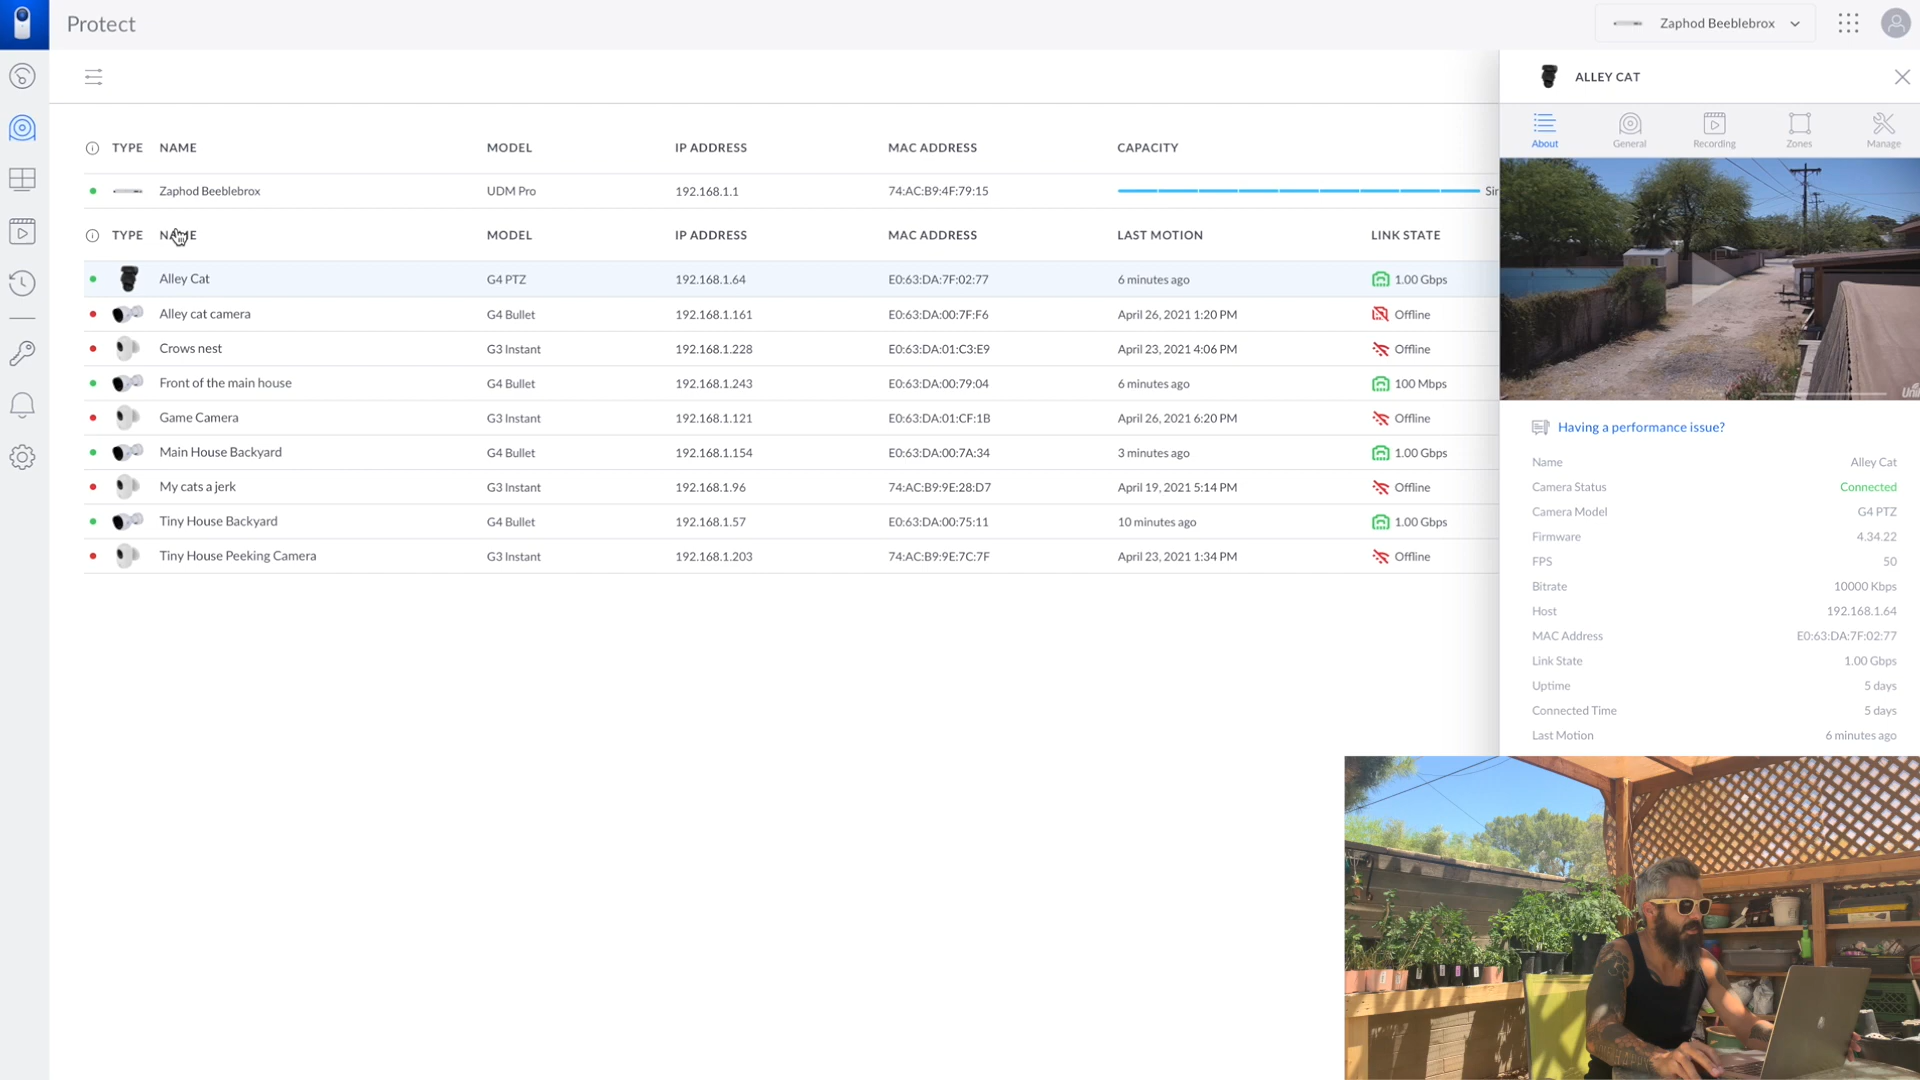 Protect
Zaphod Beeblebrox
ALLEY CAT
About General Recording Zones Manage
TYPE NAME MODEL IP ADDRESS MAC ADDRESS CAPACITY
Zaphod Beeblebrox UDM Pro 192.168.1.1 74:AC:B9:4F:79:15
TYPE NAME MODEL IP ADDRESS MAC ADDRESS LAST MOTION LINK STATE
Alley Cat G4 PTZ 192.168.1.64 E0:63:DA:7F:02:77 6 minutes ago 1.00 Gbps
Alley cat camera G4 Bullet 192.168.1.161 E0:63:DA:00:7F:F6 April 26, 2021 1:20 PM Offline
Crows nest G3 Instant 192.168.1.228 E0:63:DA:01:C3:E9 April 23, 2021 4:06 PM Offline
Front of the main house G4 Bullet 192.168.1.243 E0:63:DA:00:79:04 6 minutes ago 100 Mbps
Game Camera G3 Instant 192.168.1.121 E0:63:DA:01:CF:1B April 26, 2021 6:20 PM Offline
Main House Backyard G4 Bullet 192.168.1.154 E0:63:DA:00:7A:34 3 minutes ago 1.00 Gbps
My cats a jerk G3 Instant 192.168.1.96 74:AC:B9:9E:28:D7 April 19, 2021 5:14 PM Offline
Tiny House Backyard G4 Bullet 192.168.1.57 E0:63:DA:00:75:11 10 minutes ago 1.00 Gbps
Tiny House Peeking Camera G3 Instant 192.168.1.203 74:AC:B9:9E:7C:7F April 23, 2021 1:34 PM Offline
Having a performance issue?
Name Alley Cat
Camera Status Connected
Camera Model G4 PTZ
Firmware 4.34.22
FPS 50
Bitrate 10000 Kbps
Host 192.168.1.64
MAC Address E0:63:DA:7F:02:77
Link State 1.00 Gbps
Uptime 5 days
Connected Time 5 days
Last Motion 6 minutes ago